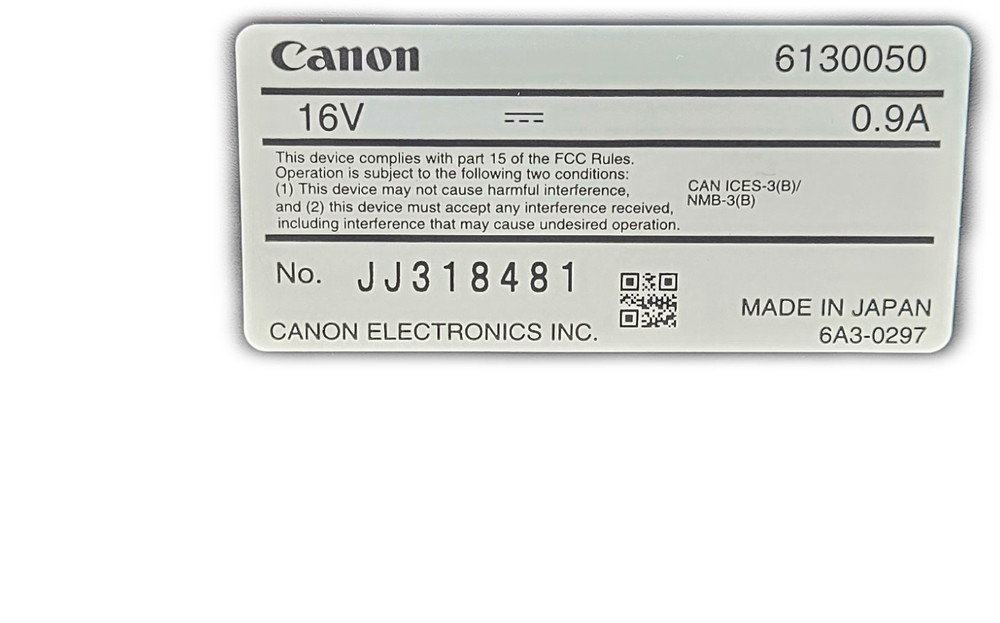 Canon 6130050
16V 0.9A
This device complies with part 15 of the FCC Rules.
Operation is subject to the following two conditions:
(1) This device may not cause harmful interference,
and (2) this device must accept any interference received,
including interference that may cause undesired operation.
CAN ICES-3(B)/
NMB-3(B)
No. JJ318481
CANON ELECTRONICS INC.
MADE IN JAPAN
6A3-0297